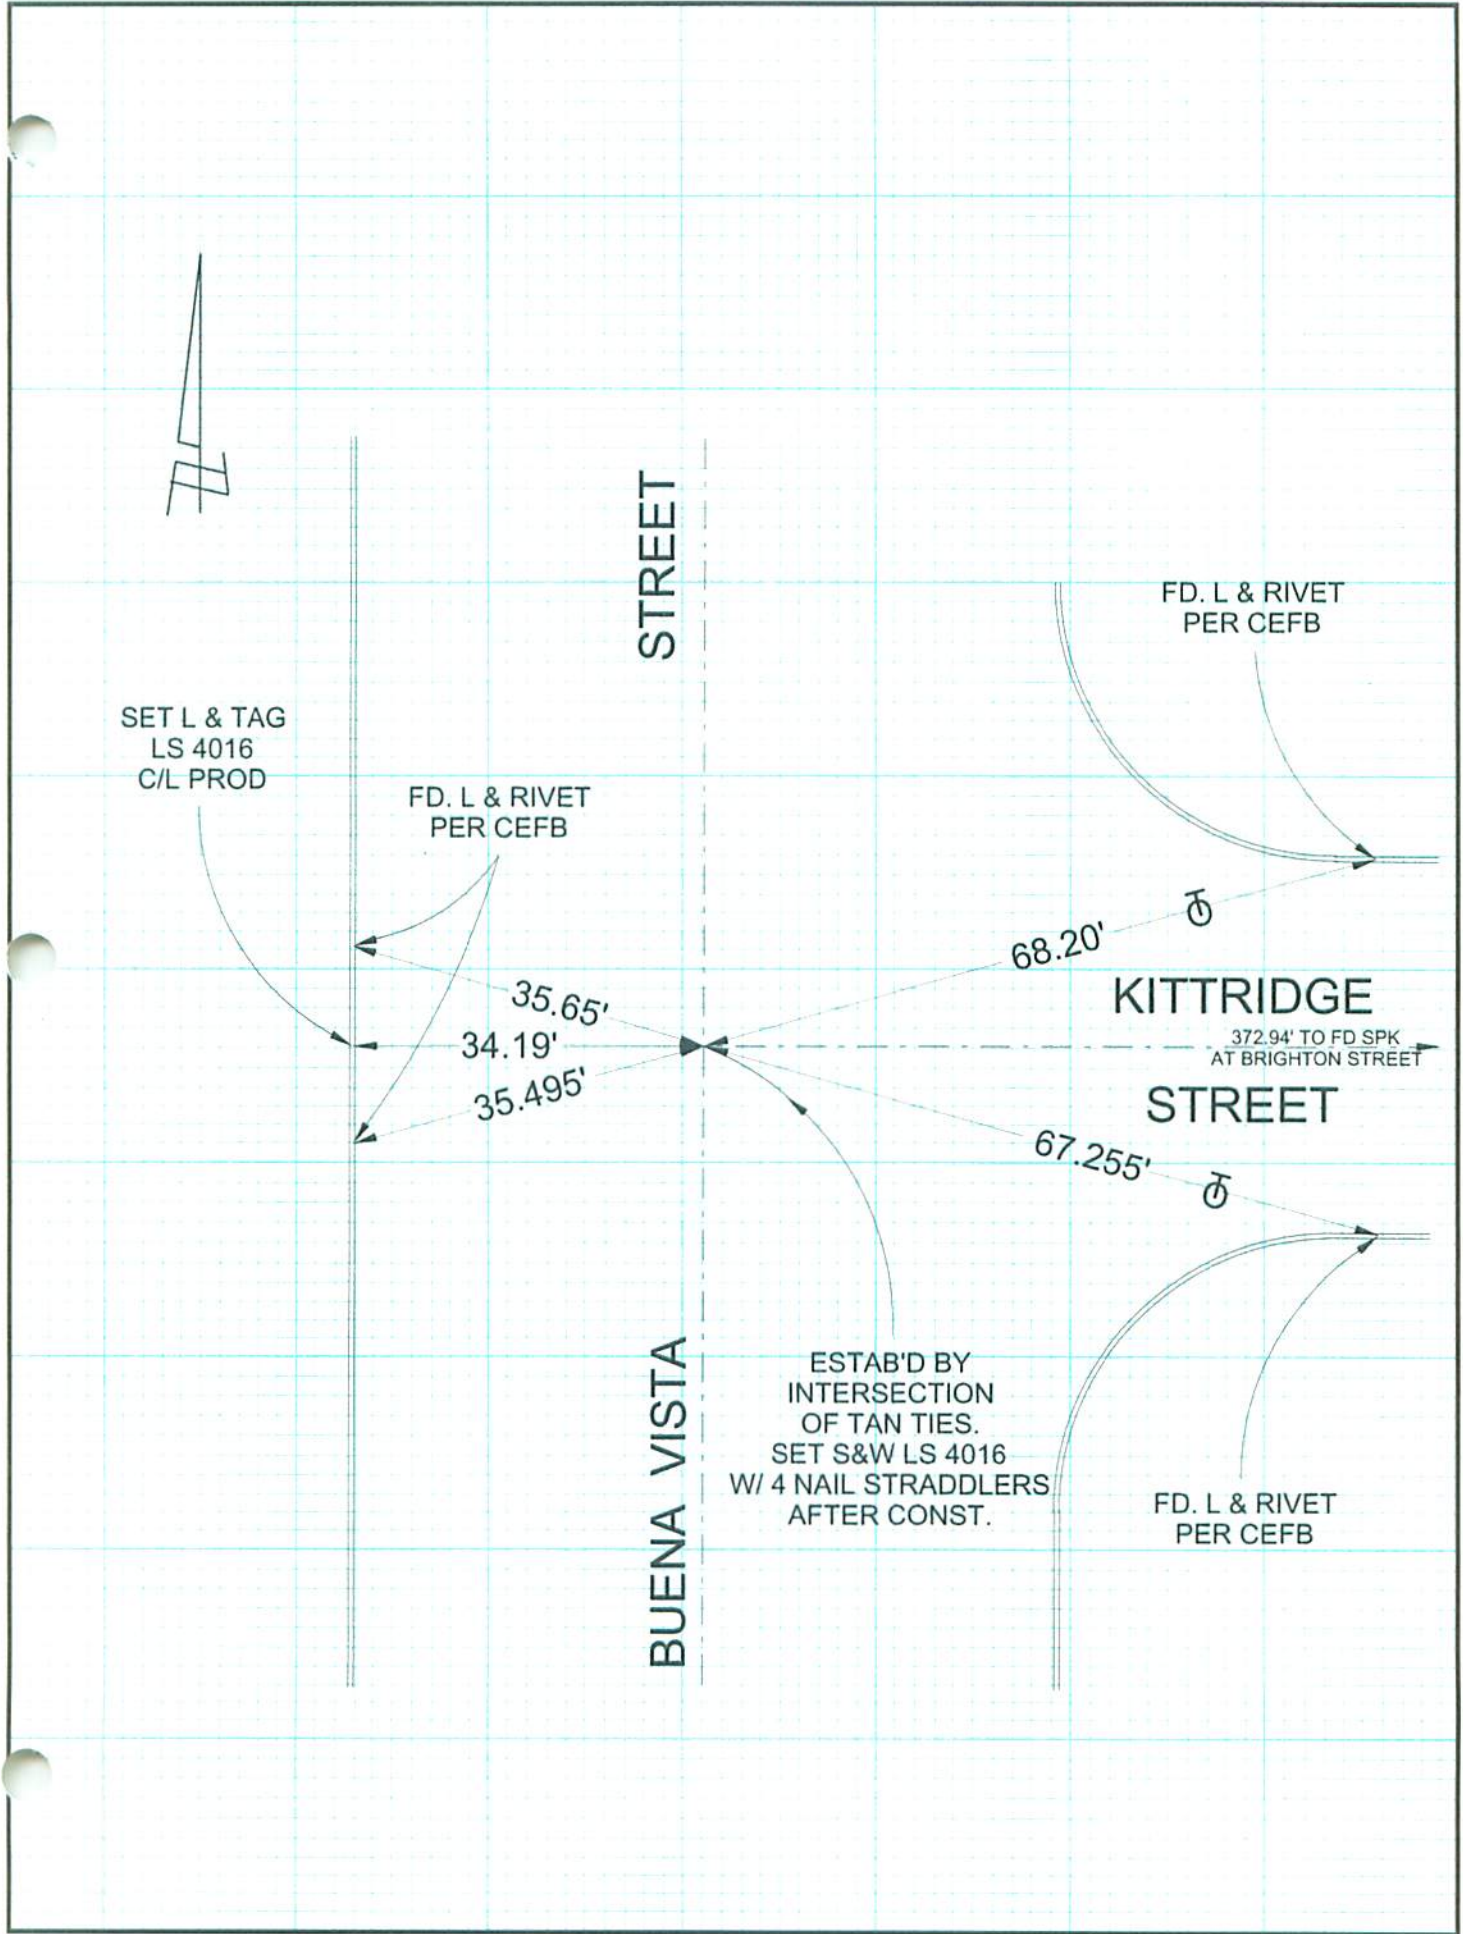 STREET
FD. L & RIVET
PER CEFB
SET L & TAG
LS 4016
C/L PROD
FD. L & RIVET
PER CEFB
68.20'
35.65'
34.19'
35.495'
KITTRIDGE
372.94' TO FD SPK
AT BRIGHTON STREET
STREET
67.255'
BUENA VISTA
ESTAB'D BY
INTERSECTION
OF TAN TIES.
SET S&W LS 4016
W/ 4 NAIL STRADDLERS
AFTER CONST.
FD. L & RIVET
PER CEFB